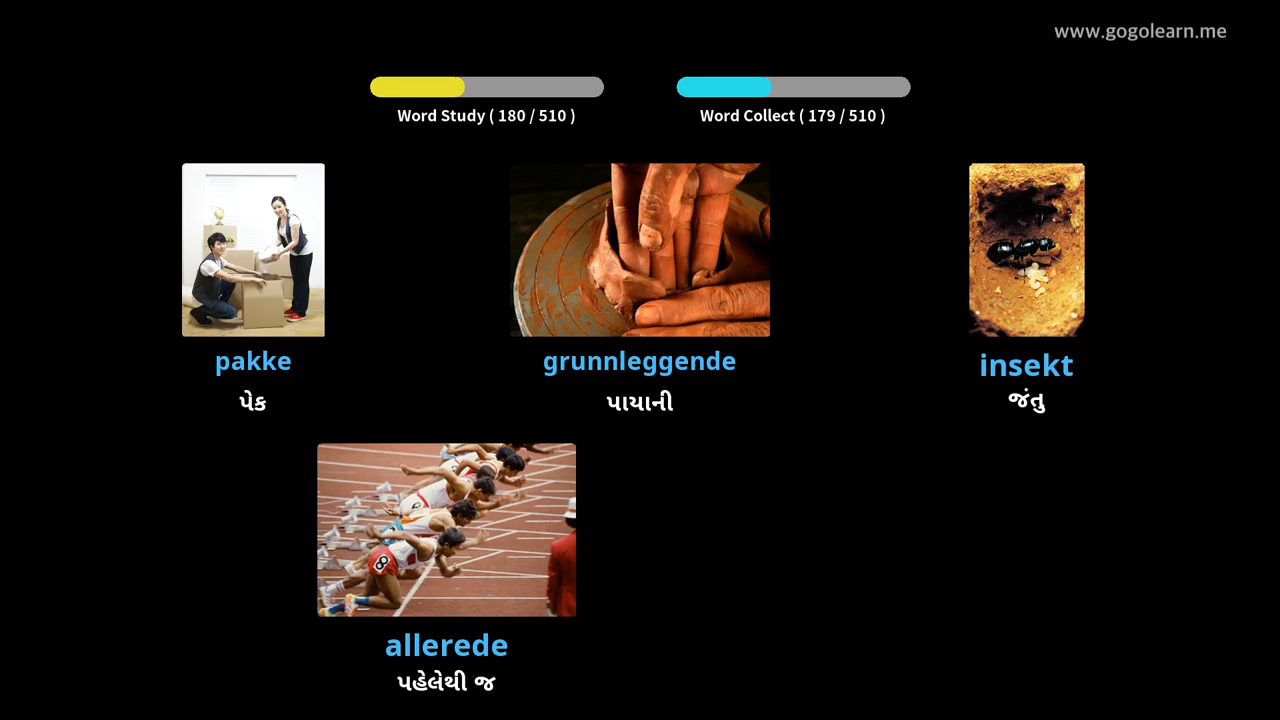 www.gogolearn.me
Word Study ( 180 / 510 )
Word Collect ( 179 / 510 )
pakke
પેક
grunnleggende
પાયાની
insekt
જંતુ
allerede
પહેલેથી જ